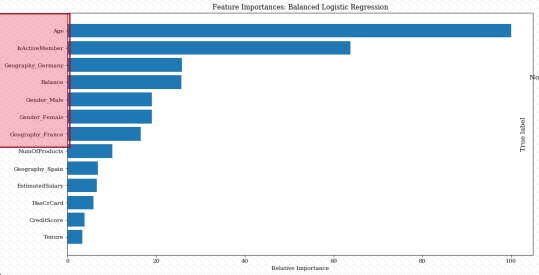 Feature Importances: Balanced Logistic Regression
Age
IsActiveMember
Geography_Germany
Balance
Gender_Male
Gender_Female
Geography_France
NumOfProducts
Geography_Spain
EstimatedSalary
HasCrCard
CreditScore
Tenure
0 20 40 60 80 100
Relative Importance
True label
No